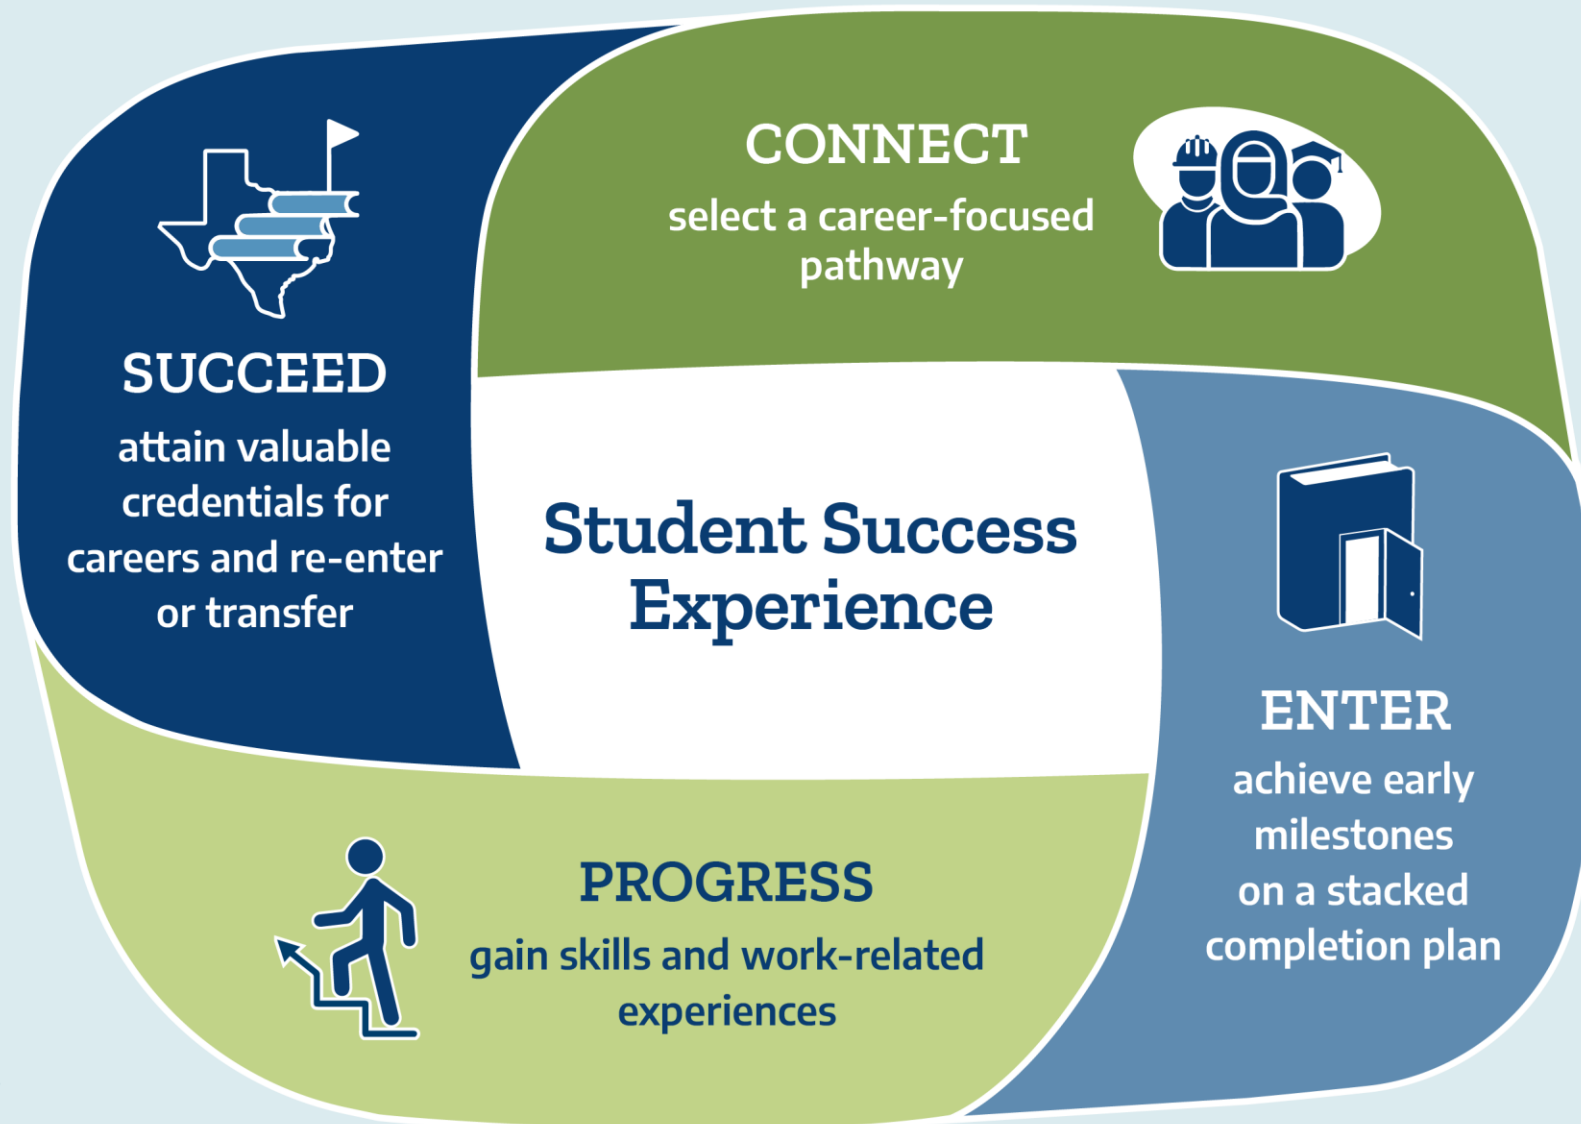 CONNECT
select a career-focused
pathway
SUCCEED
attain valuable
credentials for
careers and re-enter
or transfer
Student Success
Experience
ENTER
achieve early
milestones
on a stacked
completion plan
PROGRESS
gain skills and work-related
experiences